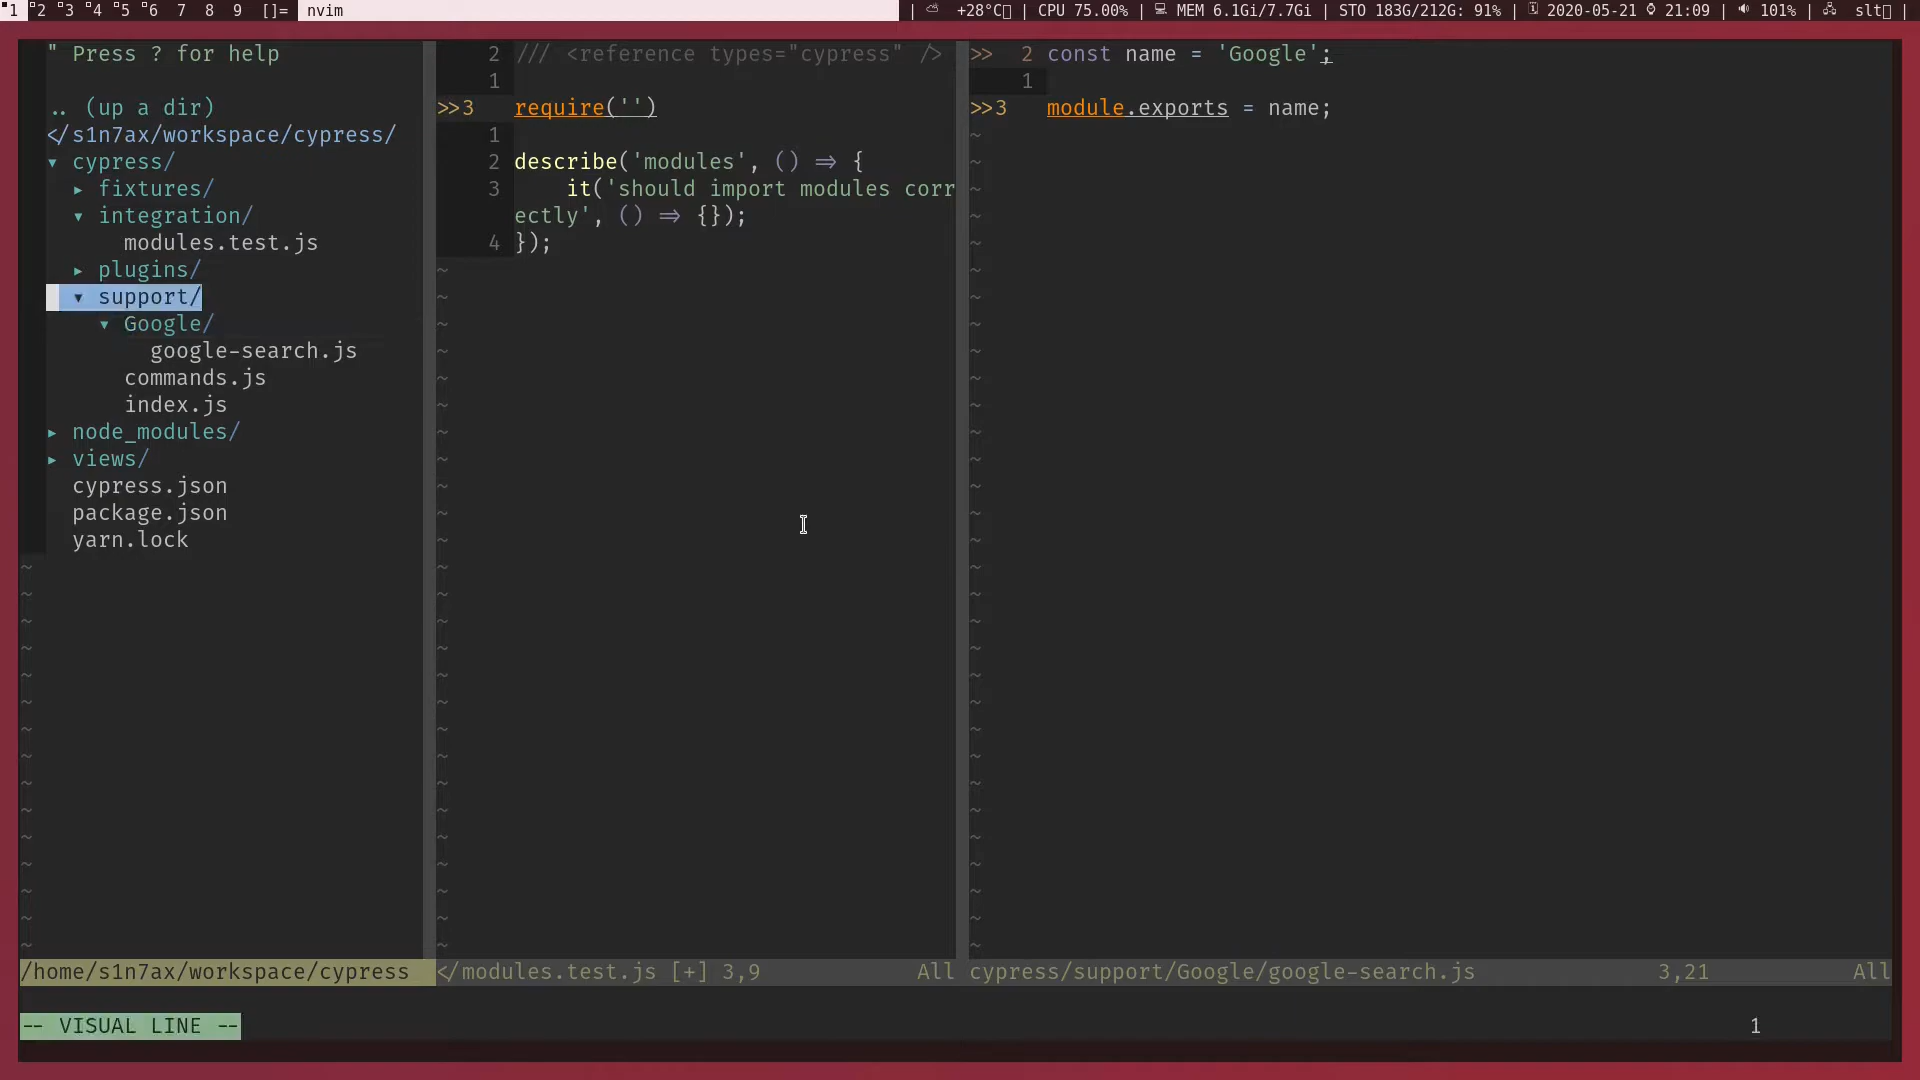 1 2 3 4 5 6 7 8 9 []= nvim | +28°C | CPU 75.00% | MEM 6.1Gi/7.7Gi | STO 183G/212G: 91% | 2020-05-21 21:09 | 101% | slt |
" Press ? for help
.. (up a dir)
</s1n7ax/workspace/cypress/
▾ cypress/
▸ fixtures/
▾ integration/
modules.test.js
▸ plugins/
▾ support/
▾ Google/
google-search.js
commands.js
index.js
▸ node_modules/
▸ views/
cypress.json
package.json
yarn.lock
/home/s1n7ax/workspace/cypress
2 /// <reference types="cypress" />
1
>>3 require('')
1
2 describe('modules', () ⇒ {
3 it('should import modules corr
ectly', () ⇒ {});
4 });
</modules.test.js [+] 3,9 All
>> 2 const name = 'Google';
1
>>3 module.exports = name;
cypress/support/Google/google-search.js 3,21 All
-- VISUAL LINE -- 1